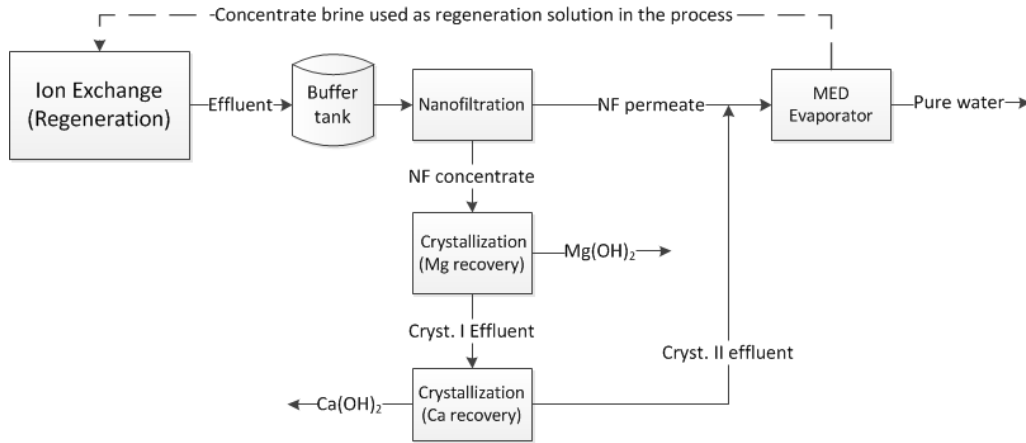 Concentrate brine used as regeneration solution in the process
Ion Exchange
(Regeneration)
Effluent
Buffer
tank
Nanofiltration
NF permeate
MED
Evaporator
Pure water
NF concentrate
Crystallization
(Mg recovery)
Mg(OH)₂
Cryst. I Effluent
Cryst. II effluent
Ca(OH)₂
Crystallization
(Ca recovery)